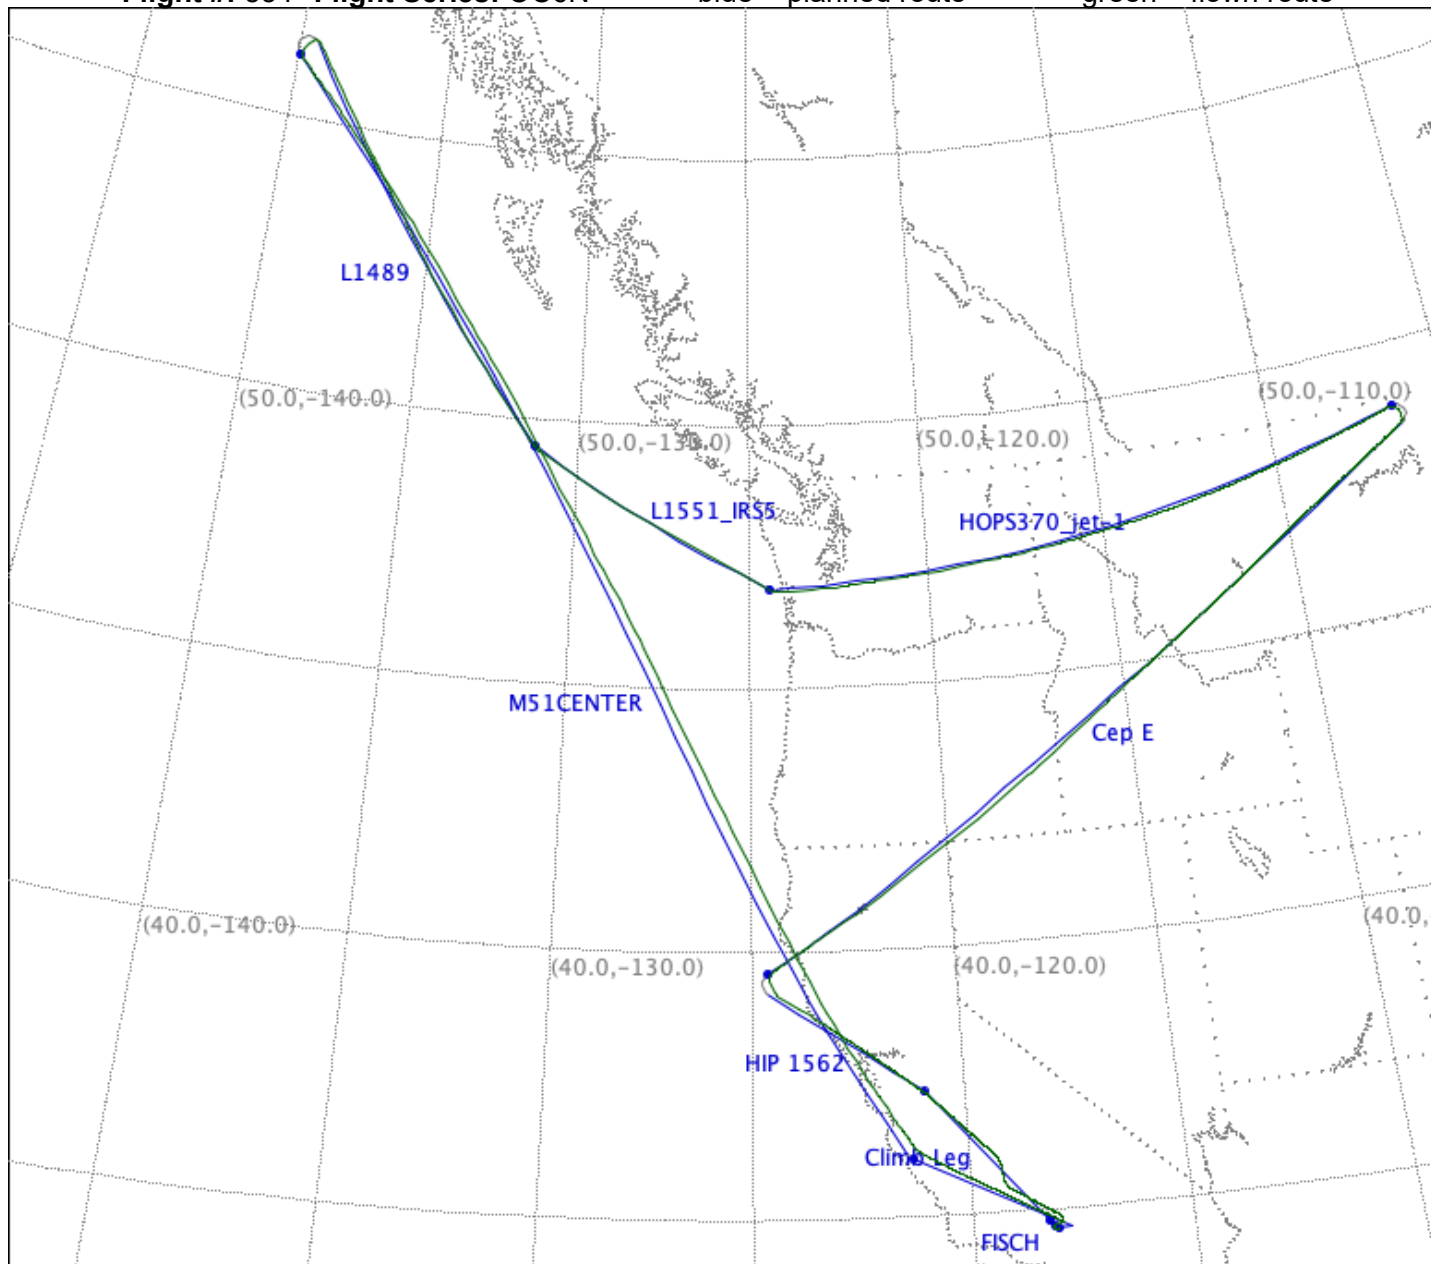 L1489
(50.0,-140.0)
(50.0,-110.0)
(50.0,-130.0)
(50.0,-120.0)
L1551_IRS5
HOPS370_jet-1
M51CENTER
Cep E
(40.0,-140.0)
(40.0,
(40.0,-130.0)
(40.0,-120.0)
HIP 1562
Climb Leg
FISCH